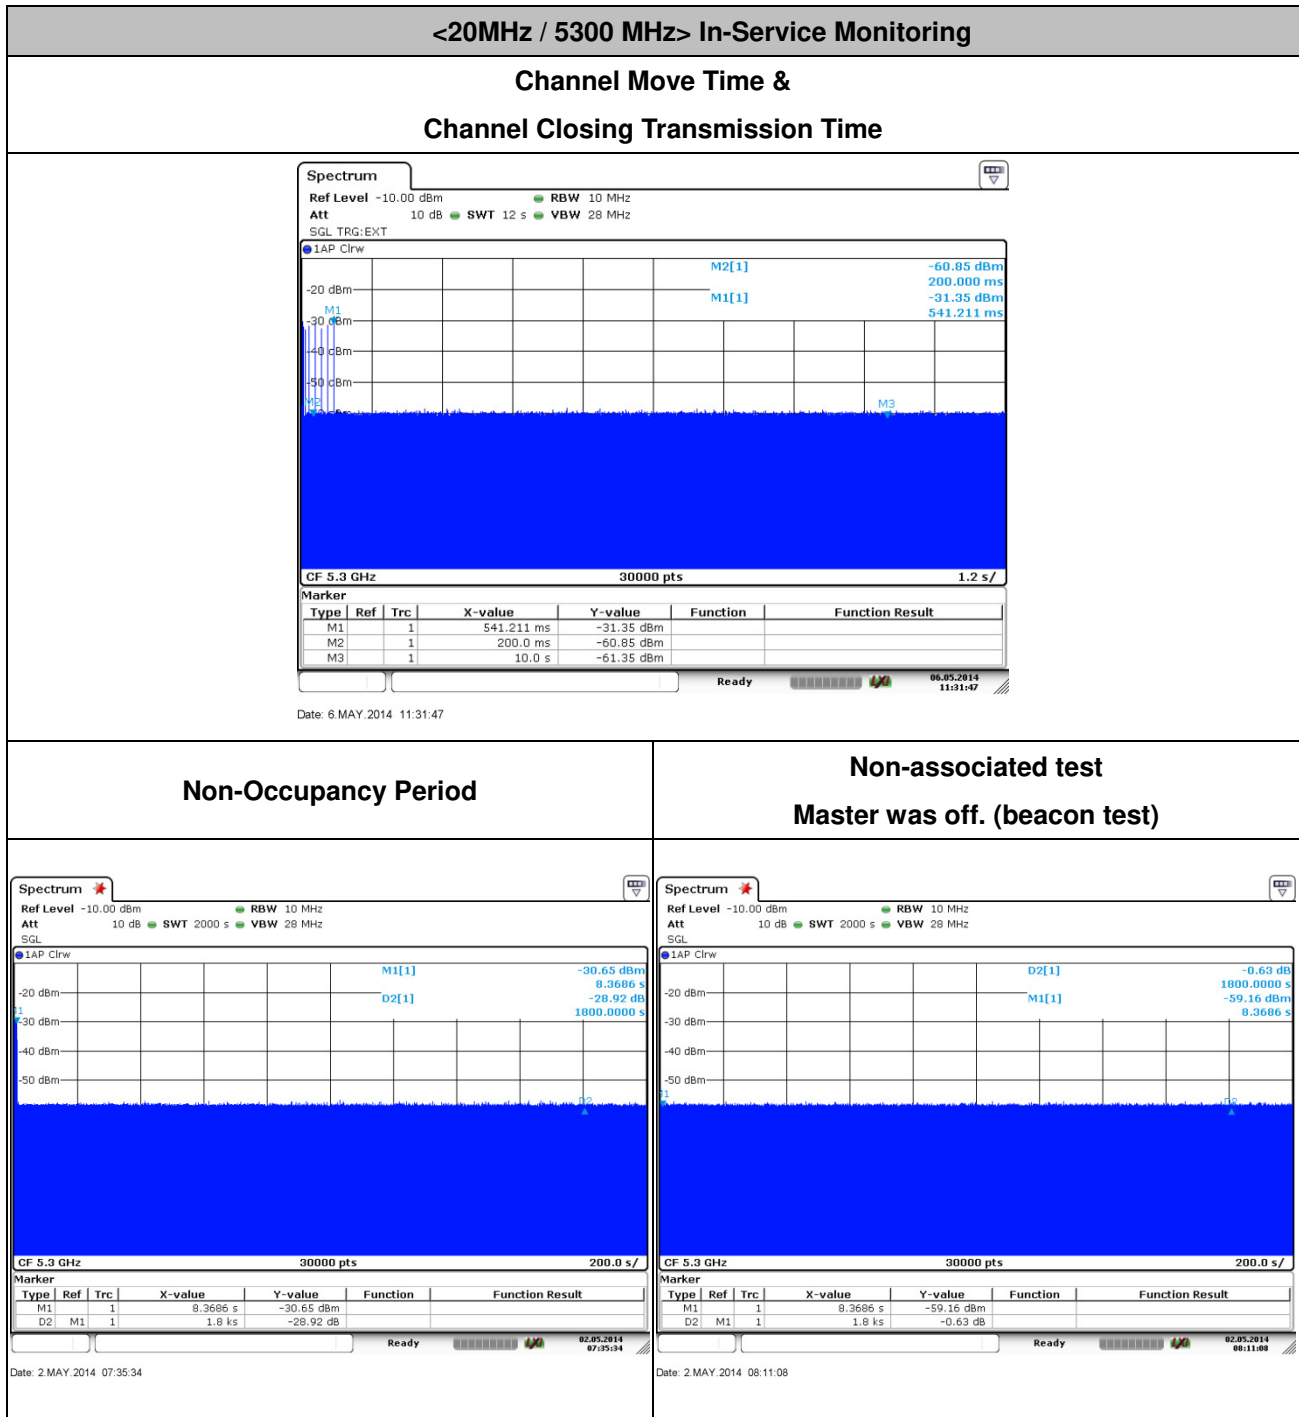 <20MHz / 5300 MHz> In-Service Monitoring
Channel Move Time &
Channel Closing Transmission Time
Spectrum
Ref Level -10.00 dBm RBW 10 MHz
Att 10 dB SWT 12 s VBW 28 MHz
SGL TRG:EXT
1AP Clrw
M2[1] -60.85 dBm
200.000 ms
-20 dBm
M1[1] -31.35 dBm
541.211 ms
M1
-30 dBm
-40 dBm
-50 dBm
M2
M3
CF 5.3 GHz 30000 pts 1.2 s/
Marker
Type Ref Trc X-value Y-value Function Function Result
M1 1 541.211 ms -31.35 dBm
M2 1 200.0 ms -60.85 dBm
M3 1 10.0 s -61.35 dBm
Ready 06.05.2014
11:31:47
Date: 6.MAY.2014 11:31:47
Non-Occupancy Period
Non-associated test
Master was off. (beacon test)
Spectrum
Ref Level -10.00 dBm RBW 10 MHz
Att 10 dB SWT 2000 s VBW 28 MHz
SGL
1AP Clrw
M1[1] -30.65 dBm
8.3686 s
-20 dBm
D2[1] -28.92 dB
1800.0000 s
-30 dBm
-40 dBm
-50 dBm
D2
CF 5.3 GHz 30000 pts 200.0 s/
Marker
Type Ref Trc X-value Y-value Function Function Result
M1 1 8.3686 s -30.65 dBm
D2 M1 1 1.8 ks -28.92 dB
Ready 02.05.2014
07:35:34
Date: 2.MAY.2014 07:35:34
Spectrum
Ref Level -10.00 dBm RBW 10 MHz
Att 10 dB SWT 2000 s VBW 28 MHz
SGL
1AP Clrw
D2[1] -0.63 dB
1800.0000 s
-20 dBm
M1[1] -59.16 dBm
8.3686 s
-30 dBm
-40 dBm
-50 dBm
D2
CF 5.3 GHz 30000 pts 200.0 s/
Marker
Type Ref Trc X-value Y-value Function Function Result
M1 1 8.3686 s -59.16 dBm
D2 M1 1 1.8 ks -0.63 dB
Ready 02.05.2014
08:11:08
Date: 2.MAY.2014 08:11:08